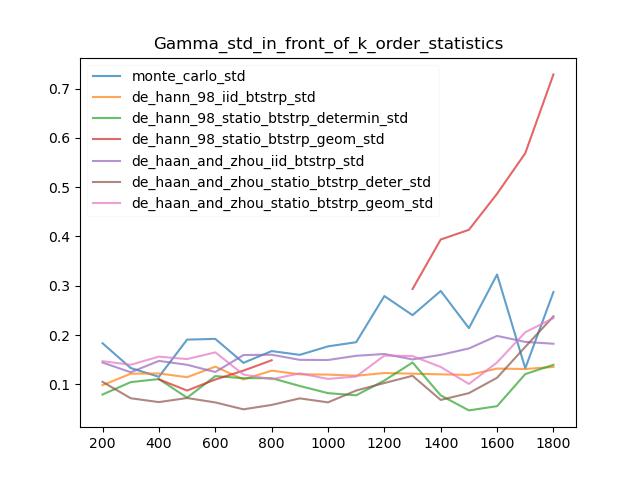 Gamma_std_in_front_of_k_order_statistics
monte_carlo_std
de_hann_98_iid_btstrp_std
de_hann_98_statio_btstrp_determin_std
de_hann_98_statio_btstrp_geom_std
de_haan_and_zhou_iid_btstrp_std
de_haan_and_zhou_statio_btstrp_deter_std
de_haan_and_zhou_statio_btstrp_geom_std
0.7
0.6
0.5
0.4
0.3
0.2
0.1
200 400 600 800 1000 1200 1400 1600 1800